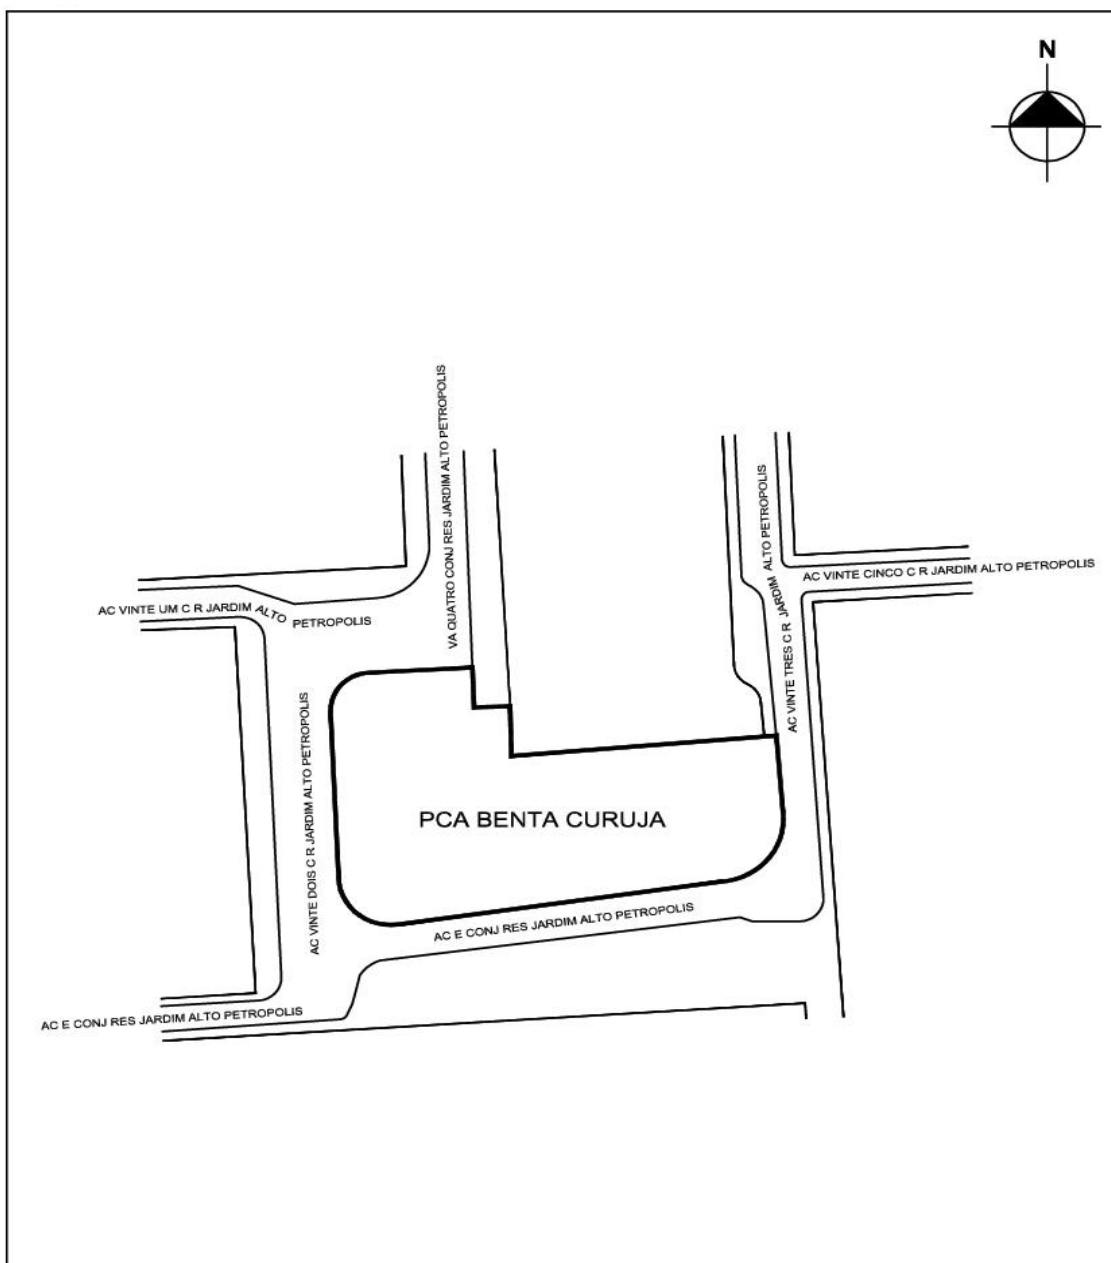 N
VA QUATRO CONJ RES JARDIM ALTO PETROPOLIS
AC VINTE TRES C R JARDIM ALTO PETROPOLIS
AC VINTE CINCO C R JARDIM ALTO PETROPOLIS
AC VINTE UM C R JARDIM ALTO PETROPOLIS
AC VINTE DOIS C R JARDIM ALTO PETROPOLIS
PCA BENTA CURUJA
AC E CONJ RES JARDIM ALTO PETROPOLIS
AC E CONJ RES JARDIM ALTO PETROPOLIS